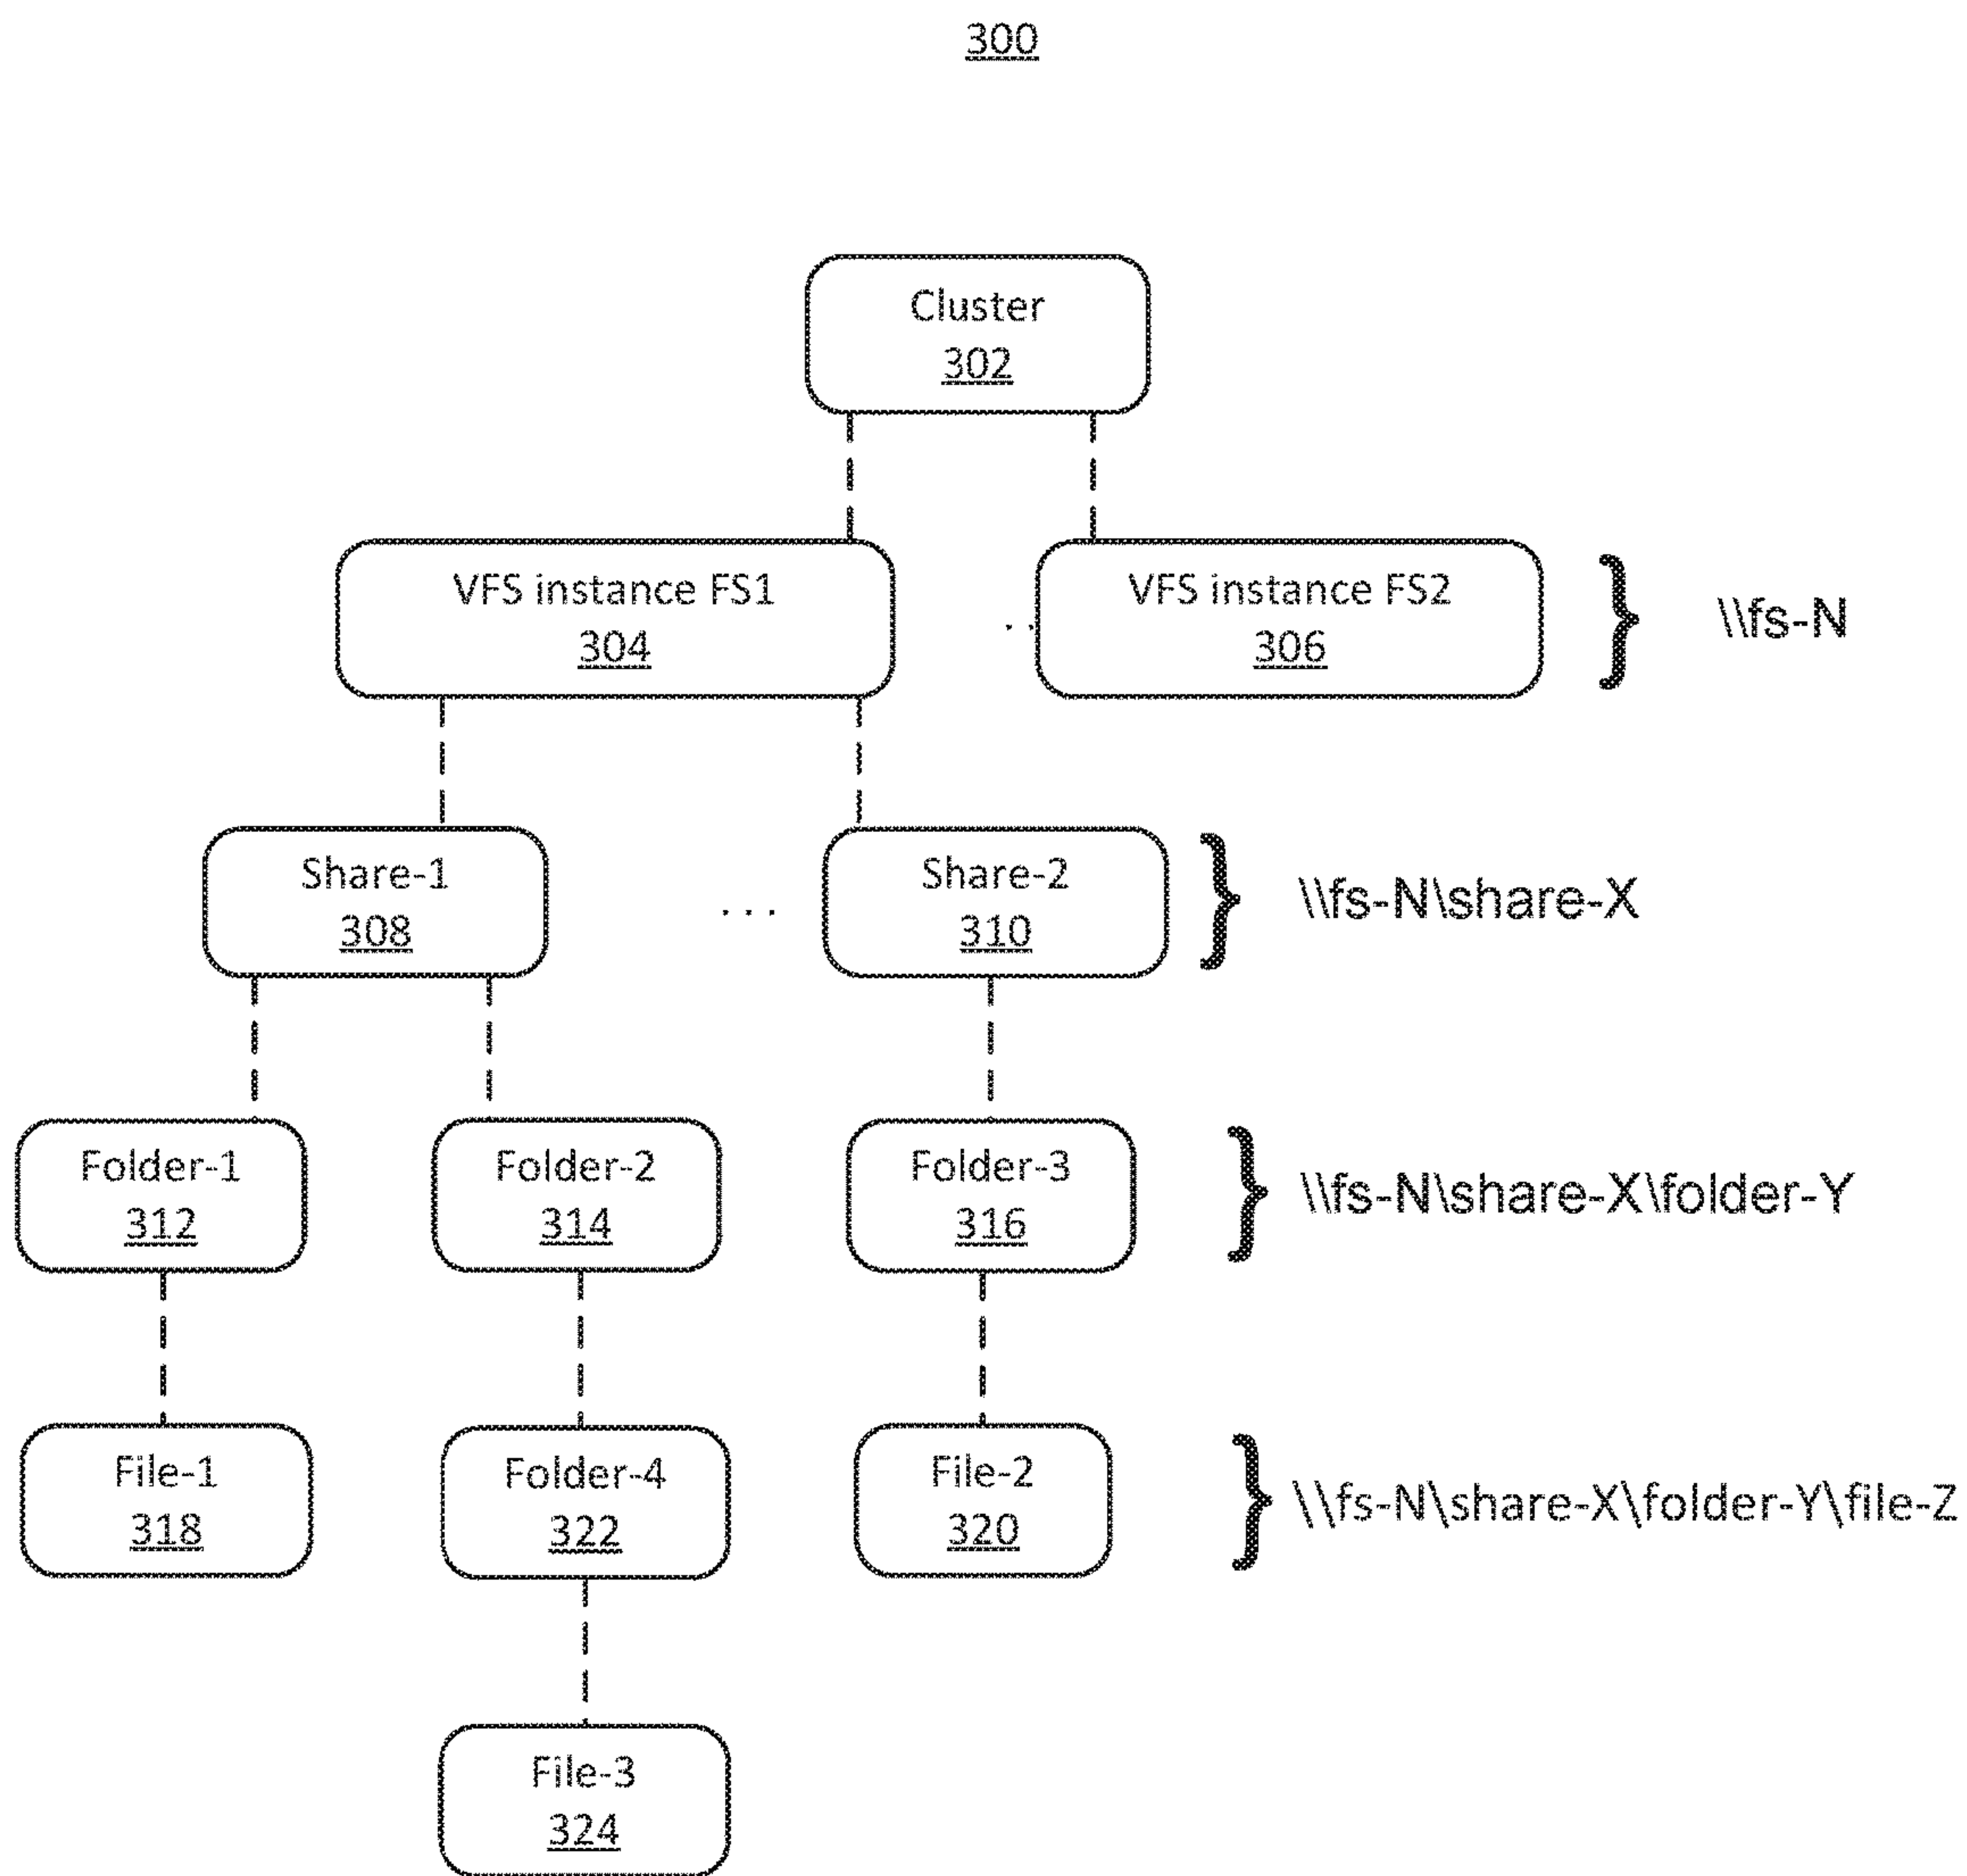 300
Cluster
302
VFS instance FS1
304
. .
VFS instance FS2
306
} \\fs-N
Share-1
308
. . .
Share-2
310
} \\fs-N\share-X
Folder-1
312
Folder-2
314
Folder-3
316
} \\fs-N\share-X\folder-Y
File-1
318
Folder-4
322
File-2
320
} \\fs-N\share-X\folder-Y\file-Z
File-3
324